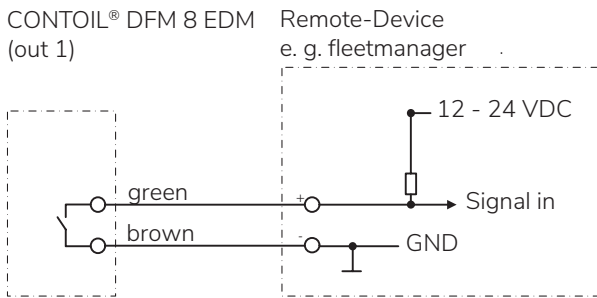 CONTOIL® DFM 8 EDM
(out 1)
Remote-Device
e. g. fleetmanager
12 - 24 VDC
green
+
Signal in
brown
-
GND